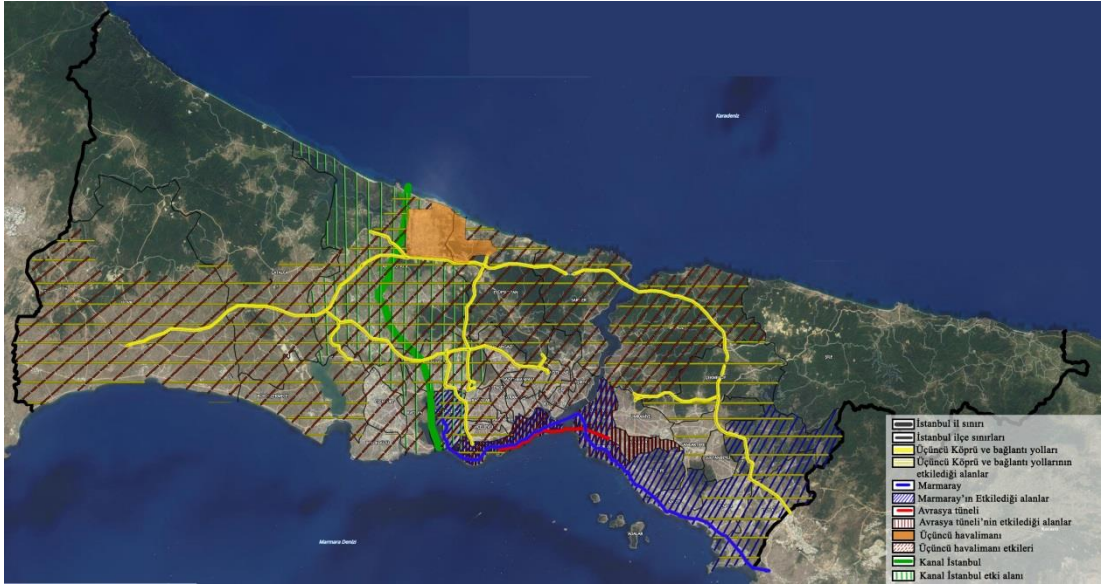 Karadeniz
ŞİLE
Marmara Denizi
İstanbul il sınırı
İstanbul ilçe sınırları
Üçüncü Köprü ve bağlantı yolları
Üçüncü Köprü ve bağlantı yollarının
etkilediği alanlar
Marmaray
Marmaray'ın Etkilediği alanlar
Avrasya tüneli
Avrasya tüneli'nin etkilediği alanlar
Üçüncü havalimanı
Üçüncü havalimanı etkileri
Kanal İstanbul
Kanal İstanbul etki alanı